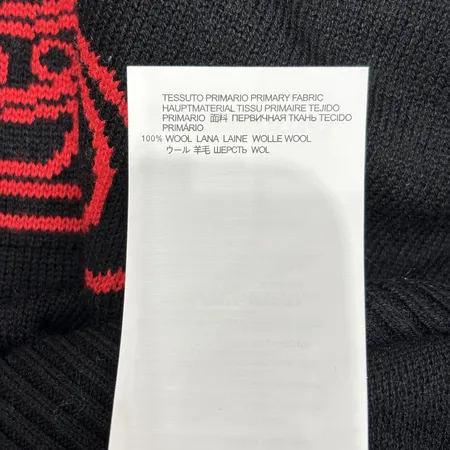 TESSUTO PRIMARIO PRIMARY FABRIC
HAUPTMATERIAL TISSU PRIMAIRE TEJIDO
PRIMARIO 面料 ПЕРВИЧНАЯ ТКАНЬ TECIDO
PRIMÁRIO
100% WOOL LANA LAINE WOLLE WOOL
ウール 羊毛 ШЕРСТЬ WOL